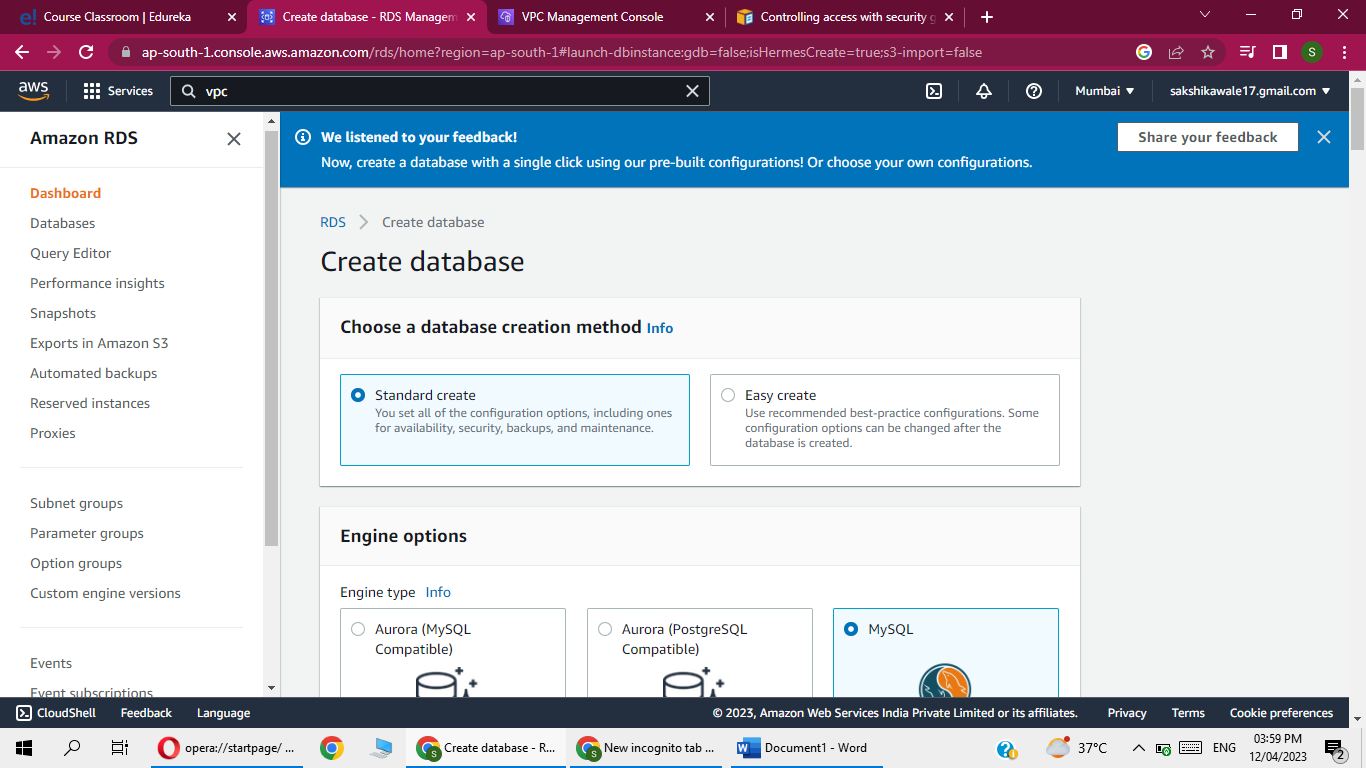 e! Course Classroom | Edureka
Create database - RDS Managem
VPC Management Console
Controlling access with security g
ap-south-1.console.aws.amazon.com/rds/home?region=ap-south-1#launch-dbinstance:gdb=false;isHermesCreate=true;s3-import=false
S
aws
Services
vpc
Mumbai
sakshikawale17.gmail.com
Amazon RDS
We listened to your feedback!
Now, create a database with a single click using our pre-built configurations! Or choose your own configurations.
Share your feedback
Dashboard
Databases
Query Editor
Performance insights
Snapshots
Exports in Amazon S3
Automated backups
Reserved instances
Proxies
Subnet groups
Parameter groups
Option groups
Custom engine versions
Events
Event subscriptions
RDS
Create database
Create database
Choose a database creation method Info
Standard create
You set all of the configuration options, including ones
for availability, security, backups, and maintenance.
Easy create
Use recommended best-practice configurations. Some
configuration options can be changed after the
database is created.
Engine options
Engine type Info
Aurora (MySQL
Compatible)
Aurora (PostgreSQL
Compatible)
MySQL
CloudShell
Feedback
Language
© 2023, Amazon Web Services India Private Limited or its affiliates.
Privacy
Terms
Cookie preferences
opera://startpage/ ...
Create database - R...
New incognito tab ...
Document1 - Word
37°C
ENG
03:59 PM
12/04/2023
2